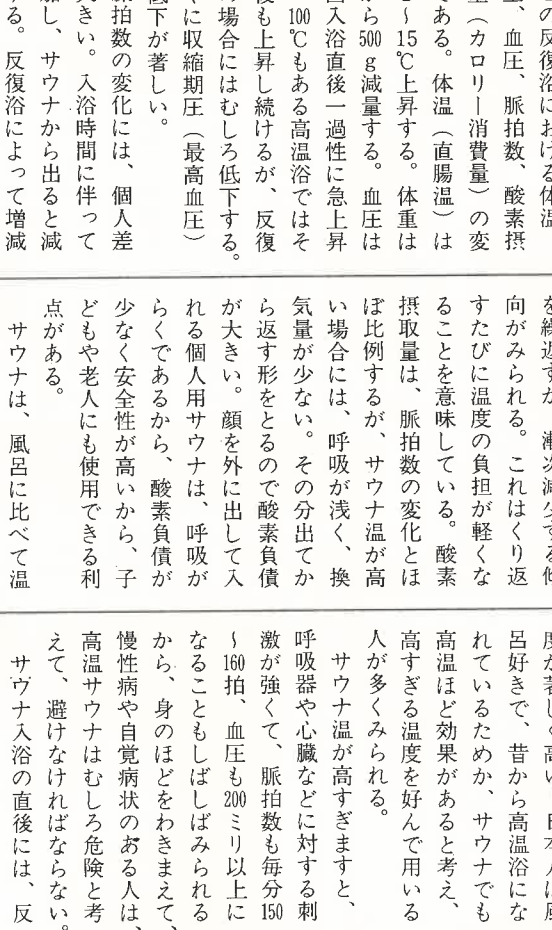 の反復浴における体温
、血圧、脈拍数、酸素摂
量（カロリー消費量）の変
である。体温（直腸温）は
～15℃上昇する。体重は
から500g減量する。血圧は
回入浴直後一過性に急上昇
100℃もある高温浴ではそ
後も上昇し続けるが、反復
の場合にはむしろ低下する。
に収縮期圧（最高血圧）
低下が著しい。
脈拍数の変化には、個人差
大きい。入浴時間に伴って
加し、サウナから出ると減
する。反復浴によって増減
を繰返すが、漸次減少する傾
向がみられる。これはくり返
すたびに温度の負担が軽くな
ることを意味している。酸素
摂取量は、脈拍数の変化とほ
ぼ比例するが、サウナ温が高
い場合には、呼吸が浅く、換
気量が少ない。その分出てか
ら返す形をとるので酸素負債
が大きい。顔を外に出して入
れる個人用サウナは、呼吸が
らくであるから、酸素負債が
少なく安全性が高いから、子
どもや老人にも使用できる利
点がある。
サウナは、風呂に比べて温
度が著しく高い。日本人は風
呂好きで、昔から高温浴にな
れているためか、サウナでも
高温ほど効果があると考え、
高すぎる温度を好んで用いる
人が多くみられる。
サウナ温が高すぎますと、
呼吸器や心臓などに対する刺
激が強くて、脈拍数も毎分150
～160拍、血圧も200ミリ以上に
なることもしばしばみられる
から、身のほどをわきまえて、
慢性病や自覚病状のある人は、
高温サウナはむしろ危険と考
えて、避けなければならない。
サウナ入浴の直後には、反